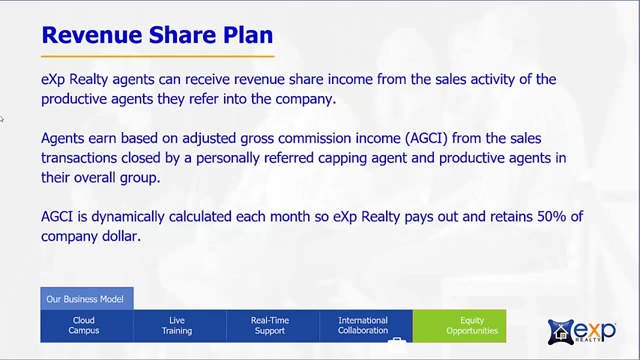 Revenue Share Plan
eXp Realty agents can receive revenue share income from the sales activity of the
productive agents they refer into the company.
Agents earn based on adjusted gross commission income (AGCI) from the sales
transactions closed by a personally referred capping agent and productive agents in
their overall group.
AGCI is dynamically calculated each month so eXp Realty pays out and retains 50% of
company dollar.
Our Business Model
Cloud
Campus
Live
Training
Real-Time
Support
International
Collaboration
Equity
Opportunities
eXp
REALTY